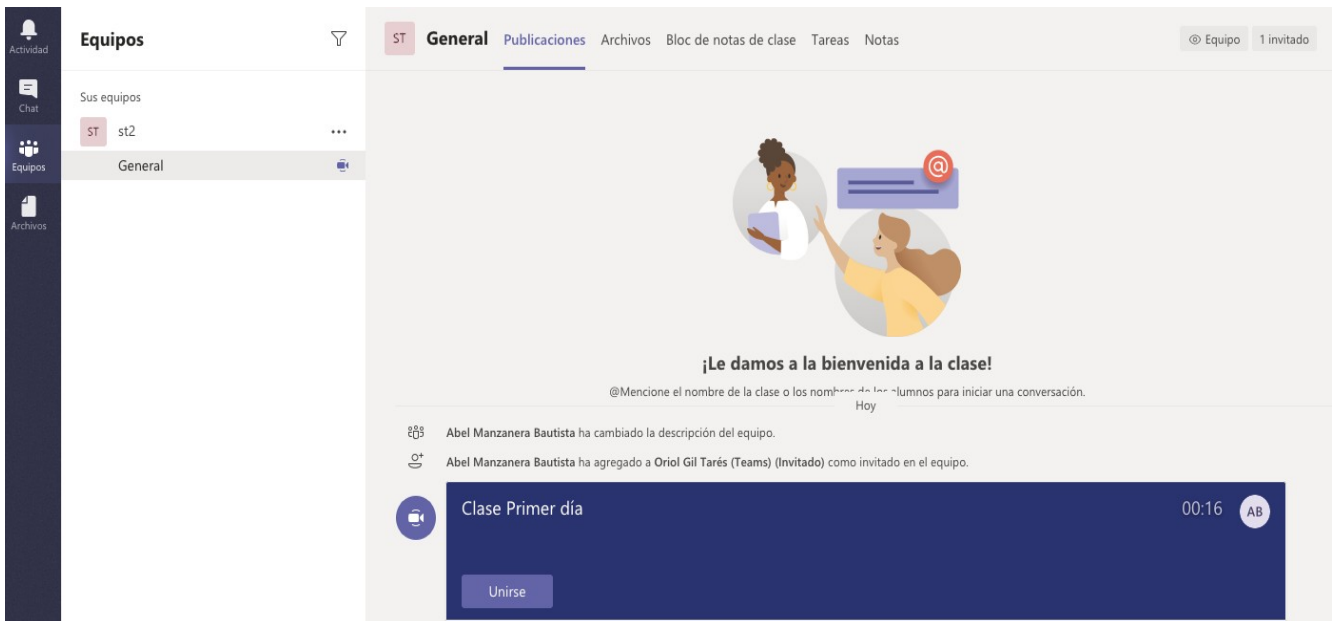 Actividad
Chat
Equipos
Archivos
Equipos
Sus equipos
ST st2
General
ST General Publicaciones Archivos Bloc de notas de clase Tareas Notas
Equipo 1 invitado
@
¡Le damos a la bienvenida a la clase!
@Mencione el nombre de la clase o los nombres de los alumnos para iniciar una conversación.
Hoy
Abel Manzanera Bautista ha cambiado la descripción del equipo.
Abel Manzanera Bautista ha agregado a Oriol Gil Tarés (Teams) (Invitado) como invitado en el equipo.
Clase Primer día 00:16 AB
Unirse